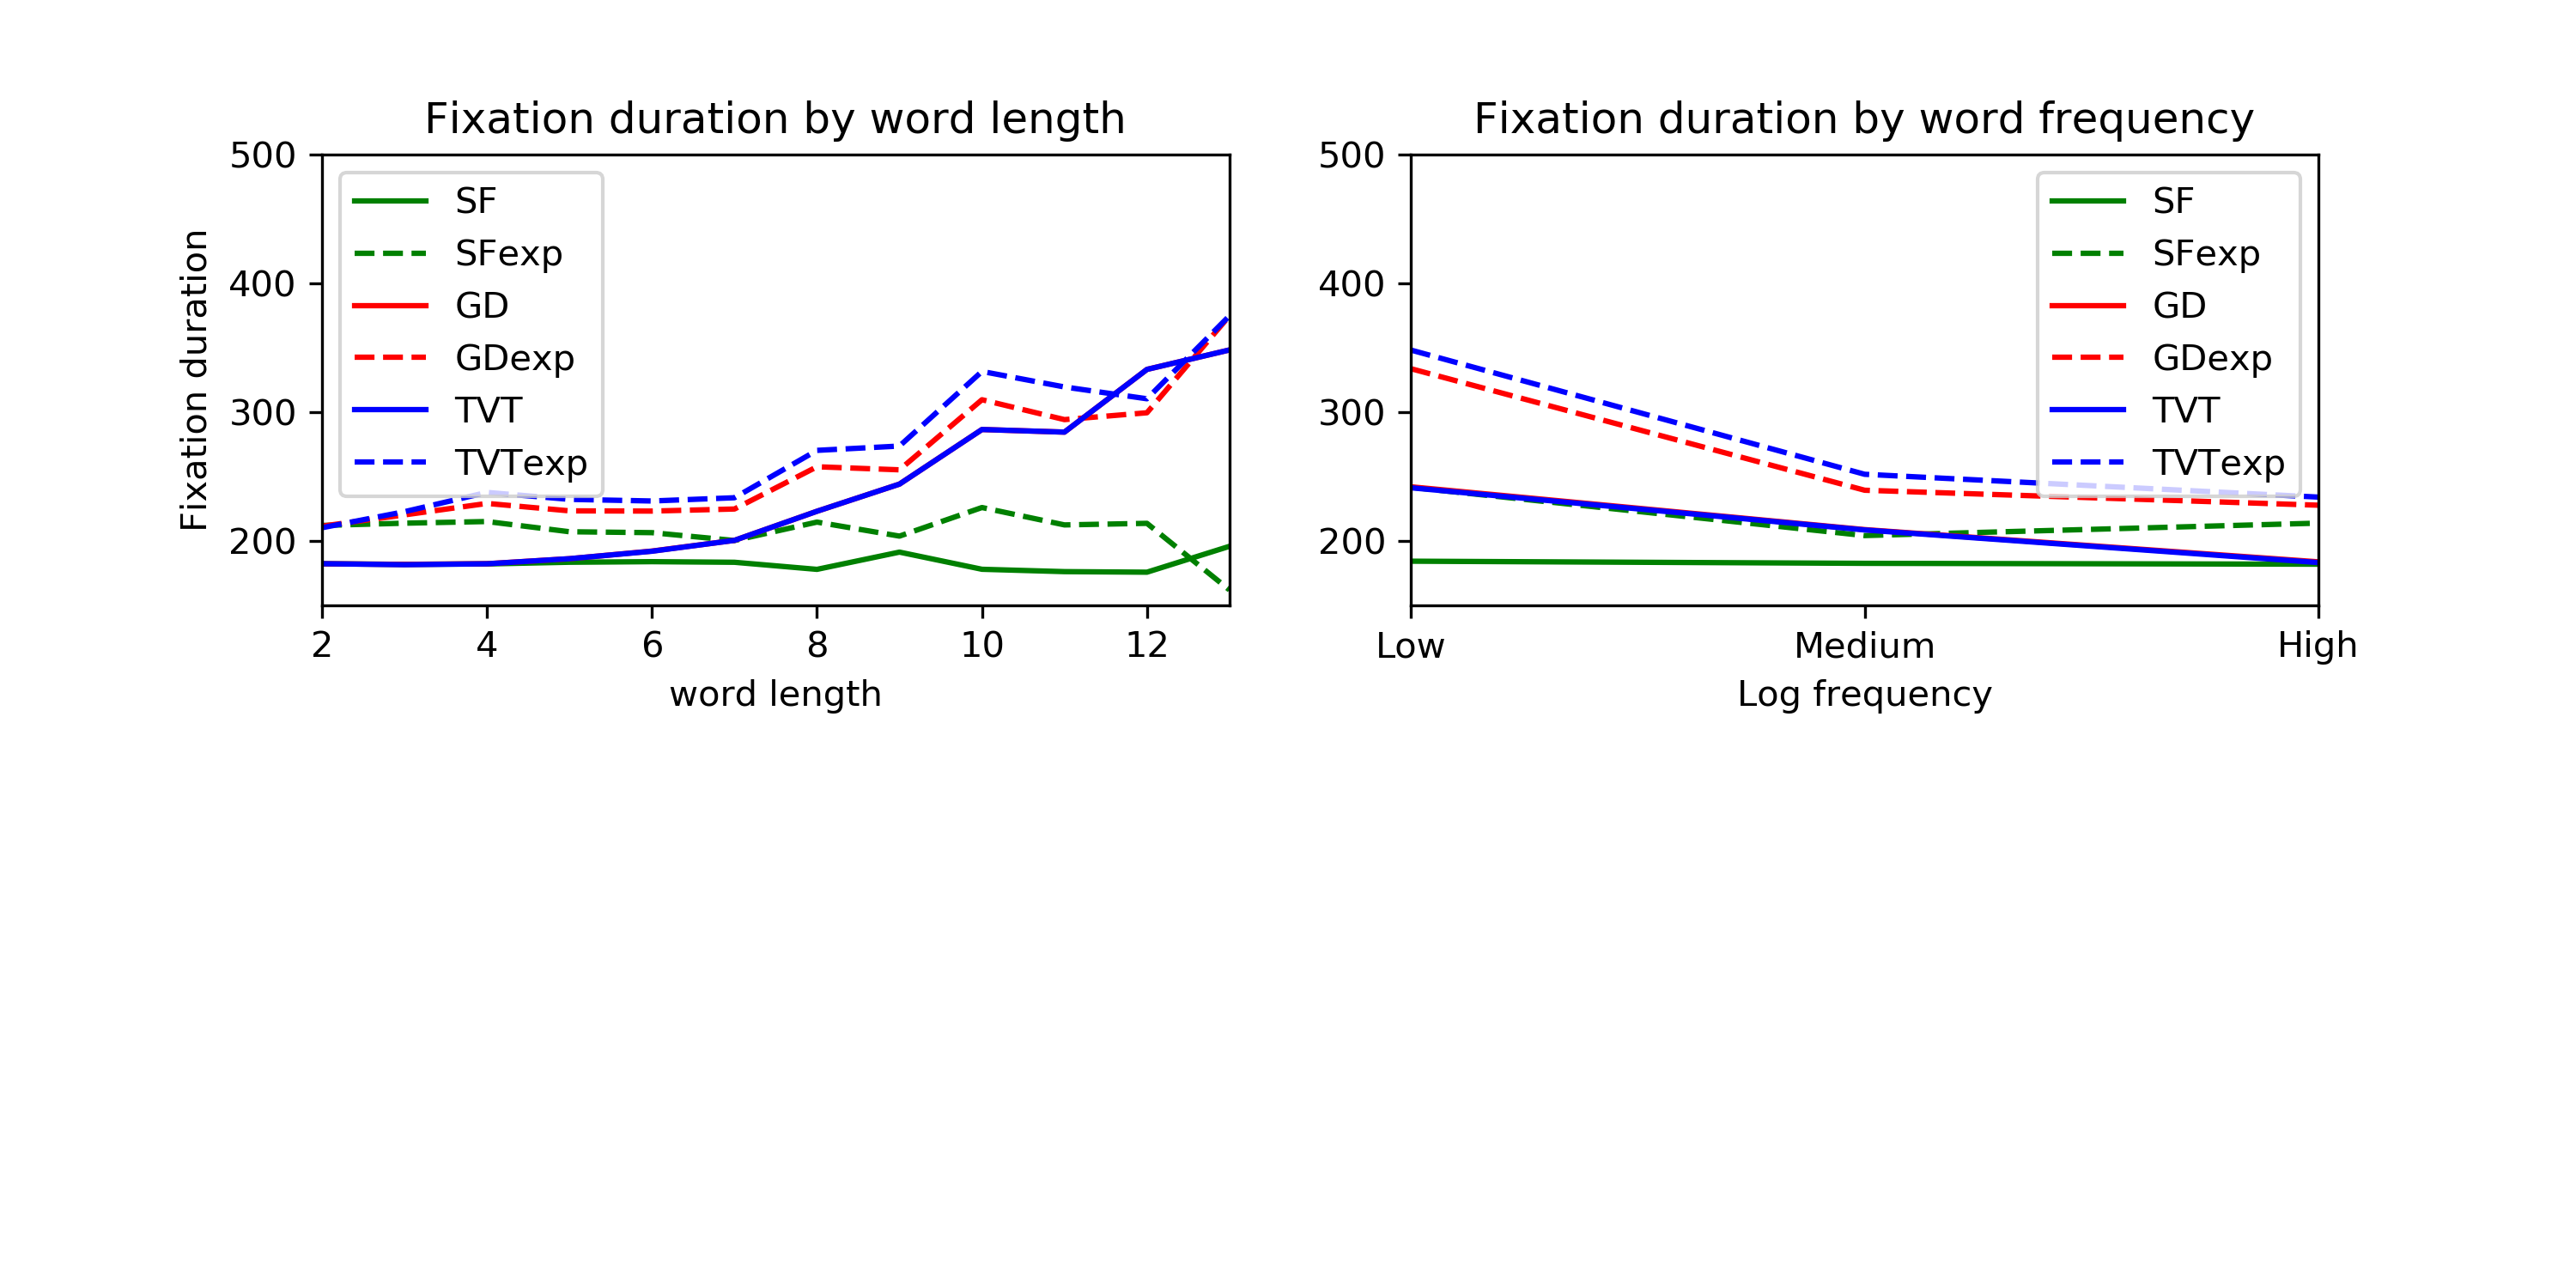 Fixation duration by word length
Fixation duration
500
400
300
200
SF
SFexp
GD
GDexp
TVT
TVTexp
2 4 6 8 10 12
word length
Fixation duration by word frequency
500
400
300
200
SF
SFexp
GD
GDexp
TVT
TVTexp
Low Medium High
Log frequency